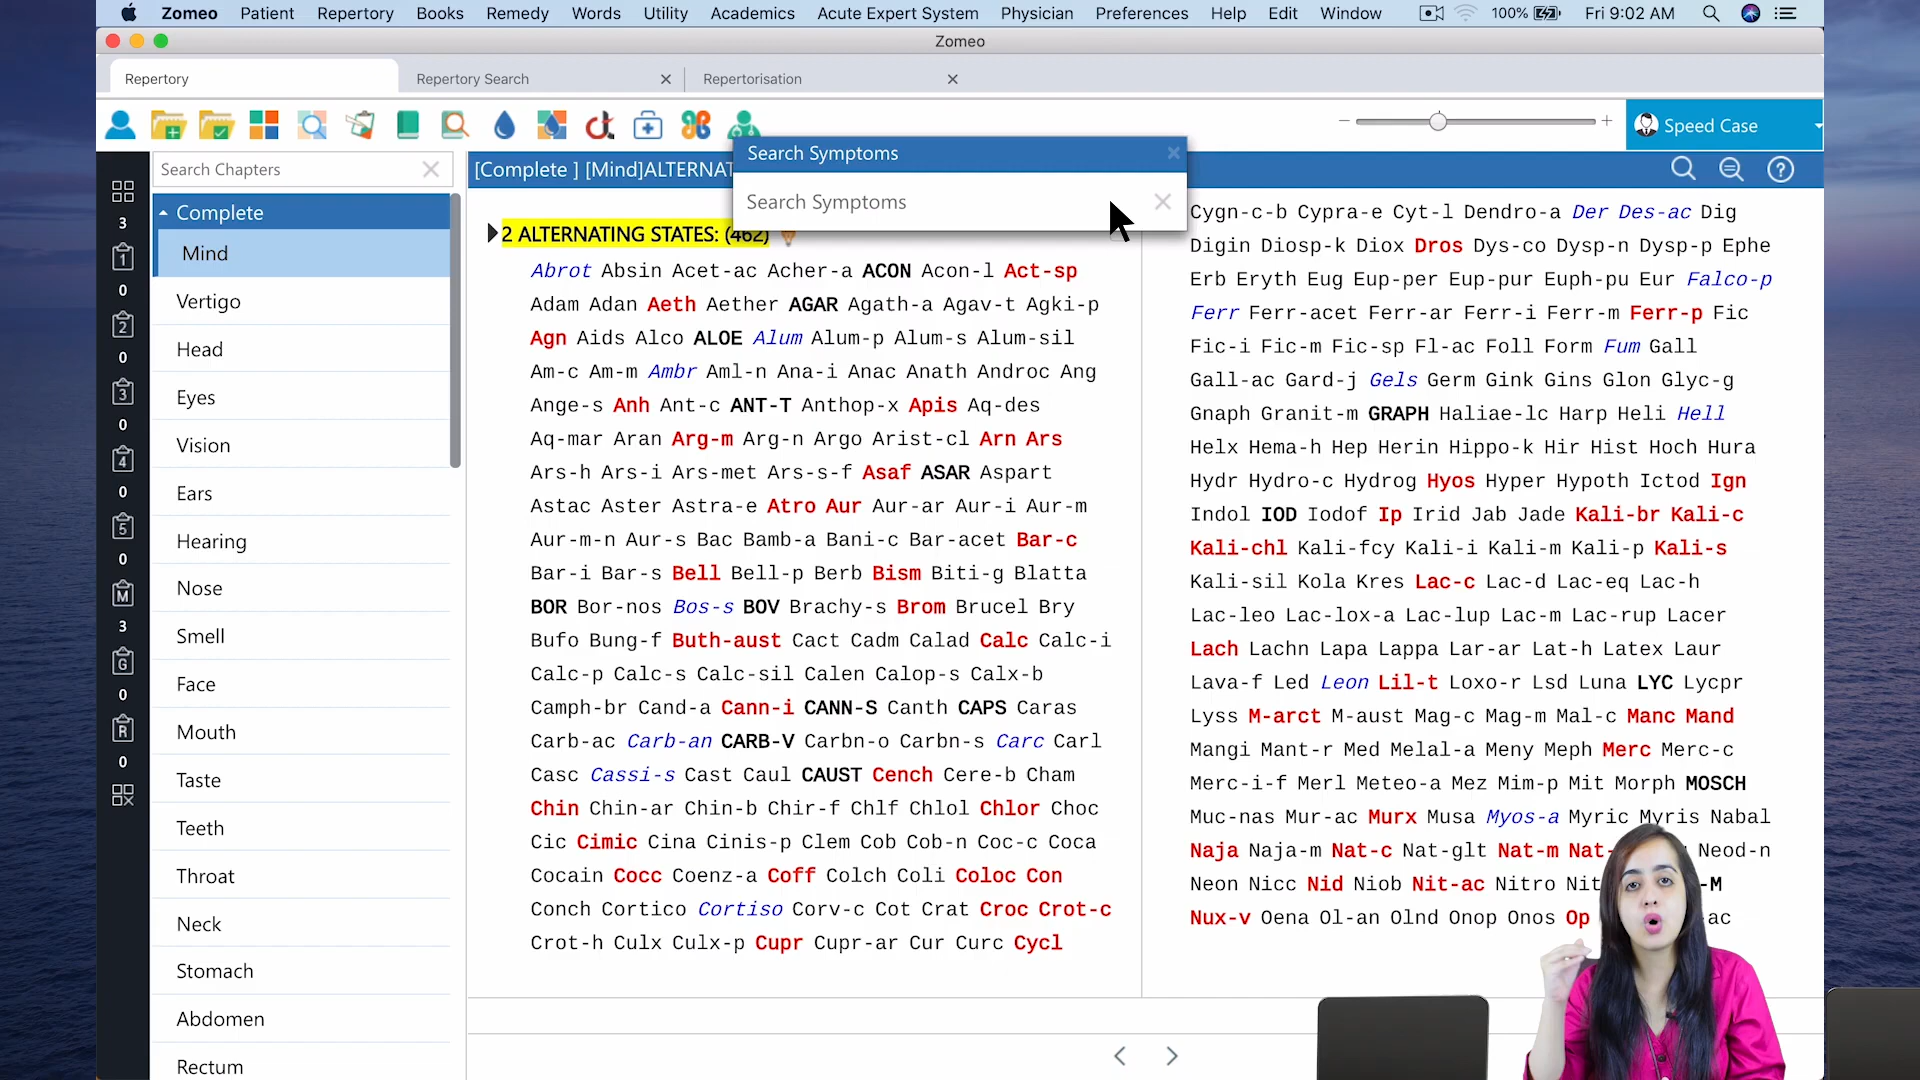 Zomeo Patient Repertory Books Remedy Words Utility Academics Acute Expert System Physician Preferences Help Edit Window 100% Fri 9:02 AM
Zomeo
Repertory Repertory Search Repertorisation
Speed Case
Search Chapters
[Complete ] [Mind]ALTERNAT
Search Symptoms
Search Symptoms
3
1
0
2
0
3
0
4
0
5
0
M
3
G
0
R
0
Complete
Mind
Vertigo
Head
Eyes
Vision
Ears
Hearing
Nose
Smell
Face
Mouth
Taste
Teeth
Throat
Neck
Stomach
Abdomen
Rectum
2 ALTERNATING STATES: (462)
Abrot Absin Acet-ac Acher-a ACON Acon-l Act-sp
Adam Adan Aeth Aether AGAR Agath-a Agav-t Agki-p
Agn Aids Alco ALOE Alum Alum-p Alum-s Alum-sil
Am-c Am-m Ambr Aml-n Ana-i Anac Anath Androc Ang
Ange-s Anh Ant-c ANT-T Anthop-x Apis Aq-des
Aq-mar Aran Arg-m Arg-n Argo Arist-cl Arn Ars
Ars-h Ars-i Ars-met Ars-s-f Asaf ASAR Aspart
Astac Aster Astra-e Atro Aur Aur-ar Aur-i Aur-m
Aur-m-n Aur-s Bac Bamb-a Bani-c Bar-acet Bar-c
Bar-i Bar-s Bell Bell-p Berb Bism Biti-g Blatta
BOR Bor-nos Bos-s BOV Brachy-s Brom Brucel Bry
Bufo Bung-f Buth-aust Cact Cadm Calad Calc Calc-i
Calc-p Calc-s Calc-sil Calen Calop-s Calx-b
Camph-br Cand-a Cann-i CANN-S Canth CAPS Caras
Carb-ac Carb-an CARB-V Carbn-o Carbn-s Carc Carl
Casc Cassi-s Cast Caul CAUST Cench Cere-b Cham
Chin Chin-ar Chin-b Chir-f Chlf Chlol Chlor Choc
Cic Cimic Cina Cinis-p Clem Cob Cob-n Coc-c Coca
Cocain Cocc Coenz-a Coff Colch Coli Coloc Con
Conch Cortico Cortiso Corv-c Cot Crat Croc Crot-c
Crot-h Culx Culx-p Cupr Cupr-ar Cur Curc Cycl
Cygn-c-b Cypra-e Cyt-l Dendro-a Der Des-ac Dig
Digin Diosp-k Diox Dros Dys-co Dysp-n Dysp-p Ephe
Erb Eryth Eug Eup-per Eup-pur Euph-pu Eur Falco-p
Ferr Ferr-acet Ferr-ar Ferr-i Ferr-m Ferr-p Fic
Fic-i Fic-m Fic-sp Fl-ac Foll Form Fum Gall
Gall-ac Gard-j Gels Germ Gink Gins Glon Glyc-g
Gnaph Granit-m GRAPH Haliae-lc Harp Heli Hell
Helx Hema-h Hep Herin Hippo-k Hir Hist Hoch Hura
Hydr Hydro-c Hydrog Hyos Hyper Hypoth Ictod Ign
Indol IOD Iodof Ip Irid Jab Jade Kali-br Kali-c
Kali-chl Kali-fcy Kali-i Kali-m Kali-p Kali-s
Kali-sil Kola Kres Lac-c Lac-d Lac-eq Lac-h
Lac-leo Lac-lox-a Lac-lup Lac-m Lac-rup Lacer
Lach Lachn Lapa Lappa Lar-ar Lat-h Latex Laur
Lava-f Led Leon Lil-t Loxo-r Lsd Luna LYC Lycpr
Lyss M-arct M-aust Mag-c Mag-m Mal-c Manc Mand
Mangi Mant-r Med Melal-a Meny Meph Merc Merc-c
Merc-i-f Merl Meteo-a Mez Mim-p Mit Morph MOSCH
Muc-nas Mur-ac Murx Musa Myos-a Myric Myris Nabal
Naja Naja-m Nat-c Nat-glt Nat-m Nat- Neod-n
Neon Nicc Nid Niob Nit-ac Nitro Nit -M
Nux-v Oena Ol-an Olnd Onop Onos Op ac